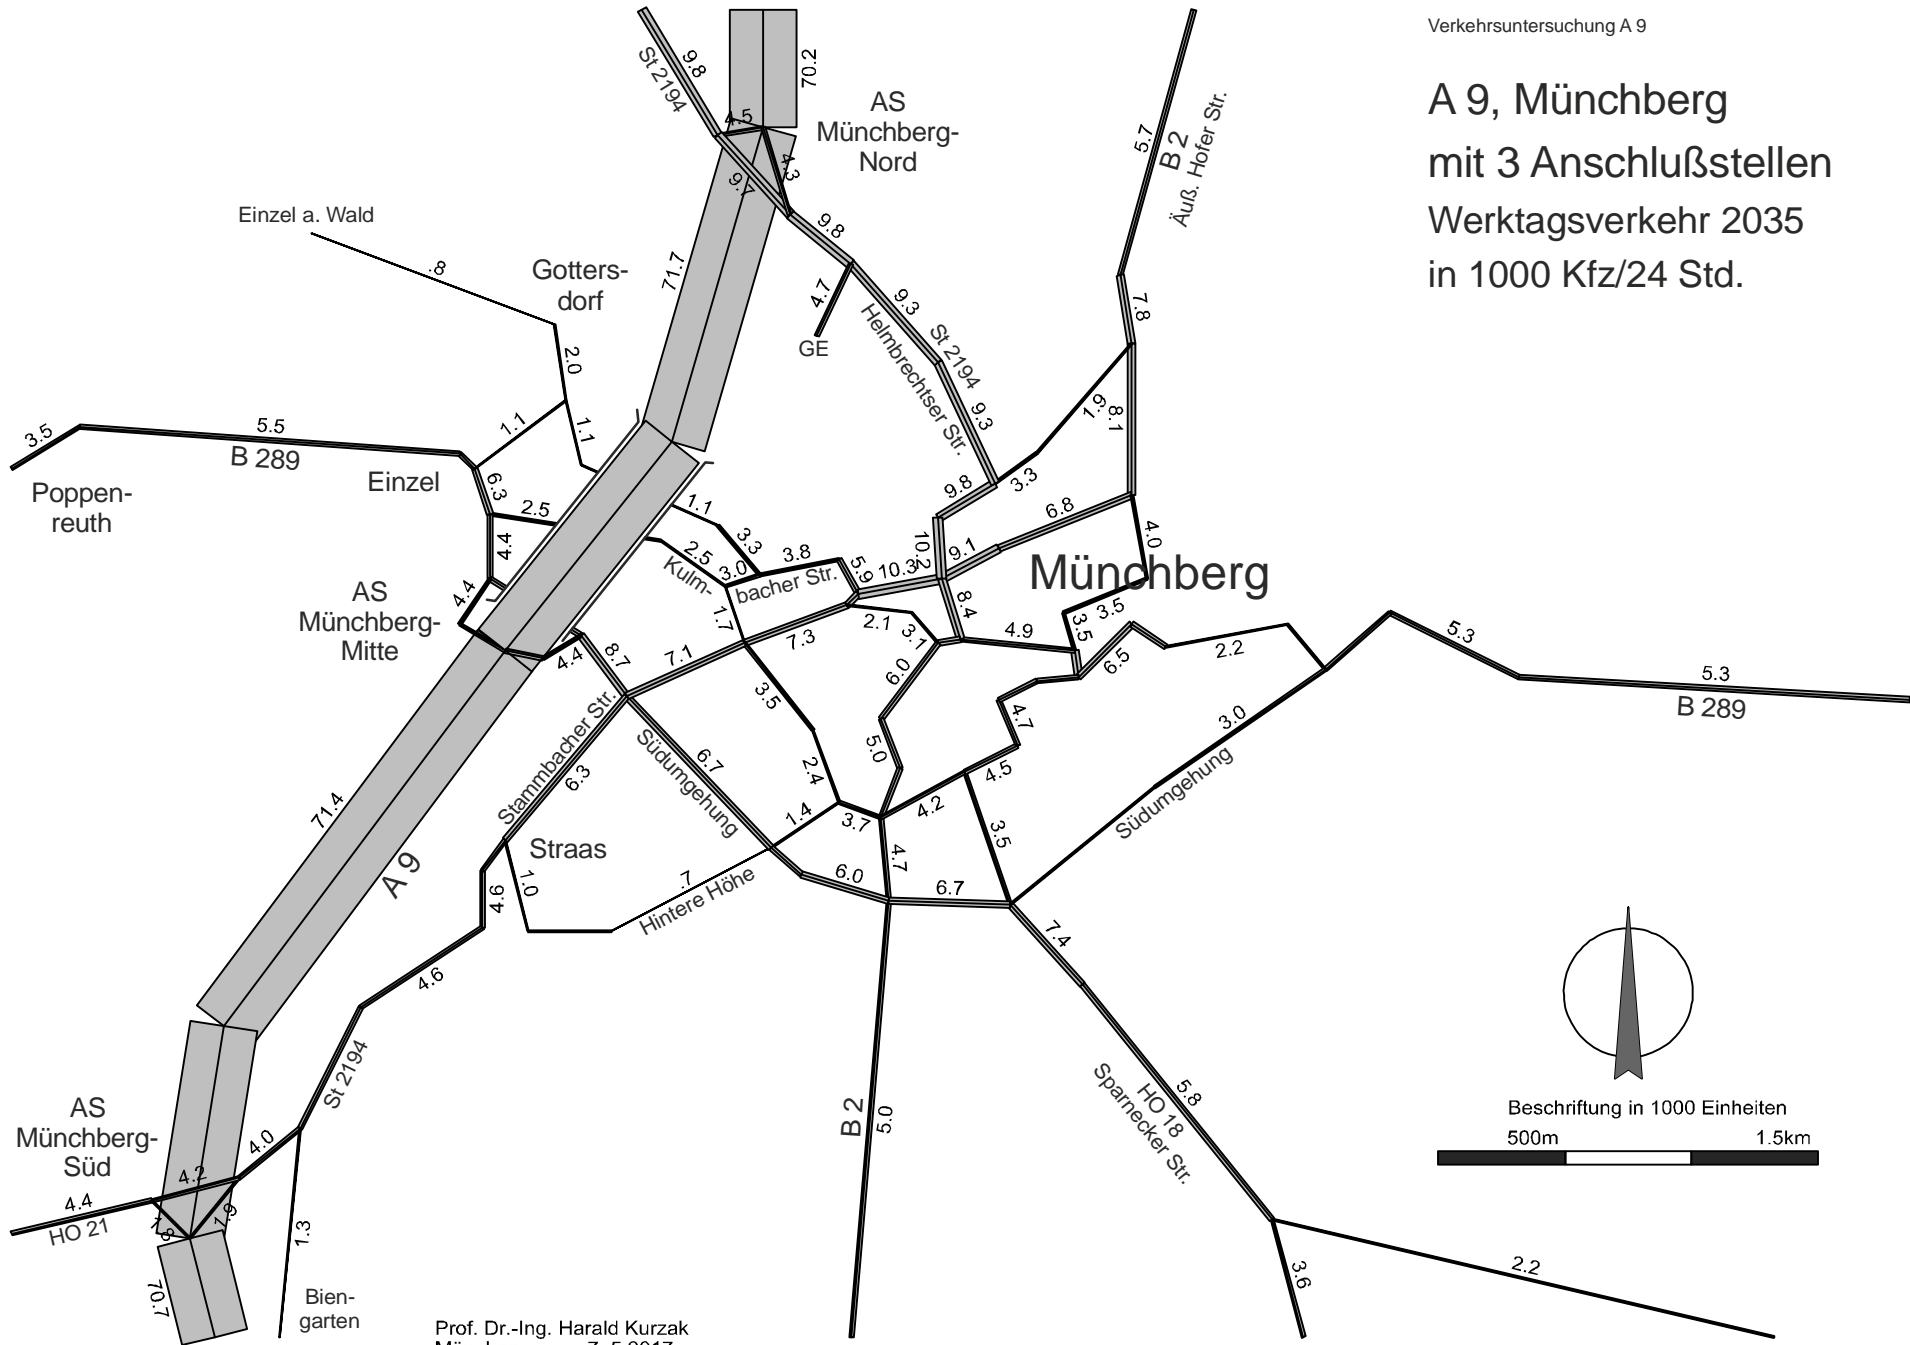 Verkehrsuntersuchung A 9
A 9, Münchberg
mit 3 Anschlußstellen
Werktagsverkehr 2035
in 1000 Kfz/24 Std.
9.8
St 2194
70.2
AS
Münchberg-
Nord
4.5
4.3
9.7
9.8
5.7
B 2
Äuß. Hofer Str.
Einzel a. Wald
.8
Gotters-
dorf
71.7
4.7
GE
9.3
Helmbrechtser Str.
St 2194
9.3
7.8
1.9
8.1
2.0
1.1
1.1
3.5
5.5
B 289
Einzel
Poppen-
reuth
6.3
2.5
4.4
9.8
3.3
6.8
10.2
9.1
4.0
1.1
3.3
2.5
3.0
3.8
5.9
10.3
Kulm-
bacher Str.
Münchberg
AS
Münchberg-
Mitte
4.4
4.4
8.7
1.7
7.1
7.3
2.1
3.1
8.4
4.9
3.5
3.5
6.5
2.2
5.3
5.3
B 289
6.0
3.5
5.0
4.7
3.0
Südumgehung
Stammbacher Str.
6.3
Südumgehung
6.7
2.4
1.4
3.7
4.2
4.5
3.5
71.4
A 9
Straas
1.0
4.6
.7
Hintere Höhe
4.7
6.0
6.7
7.4
4.6
St 2194
B 2
5.0
5.8
HO 18
Sparnecker Str.
Beschriftung in 1000 Einheiten
500m 1.5km
AS
Münchberg-
Süd
4.0
4.2
4.4
HO 21
1.9
1.3
70.7
Bien-
garten
3.6
2.2
Prof. Dr.-Ing. Harald Kurzak